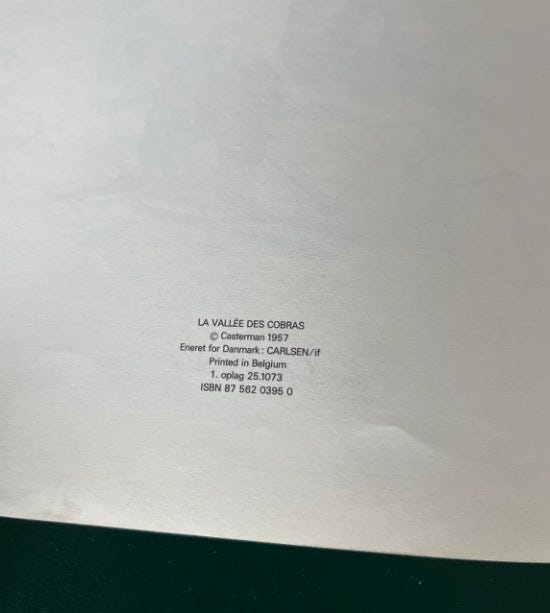 LA VALLÉE DES COBRAS
© Casterman 1957
Eneret for Danmark: CARLSEN/if
Printed in Belgium
1. oplag 25.1073
ISBN 87 562 0395 0